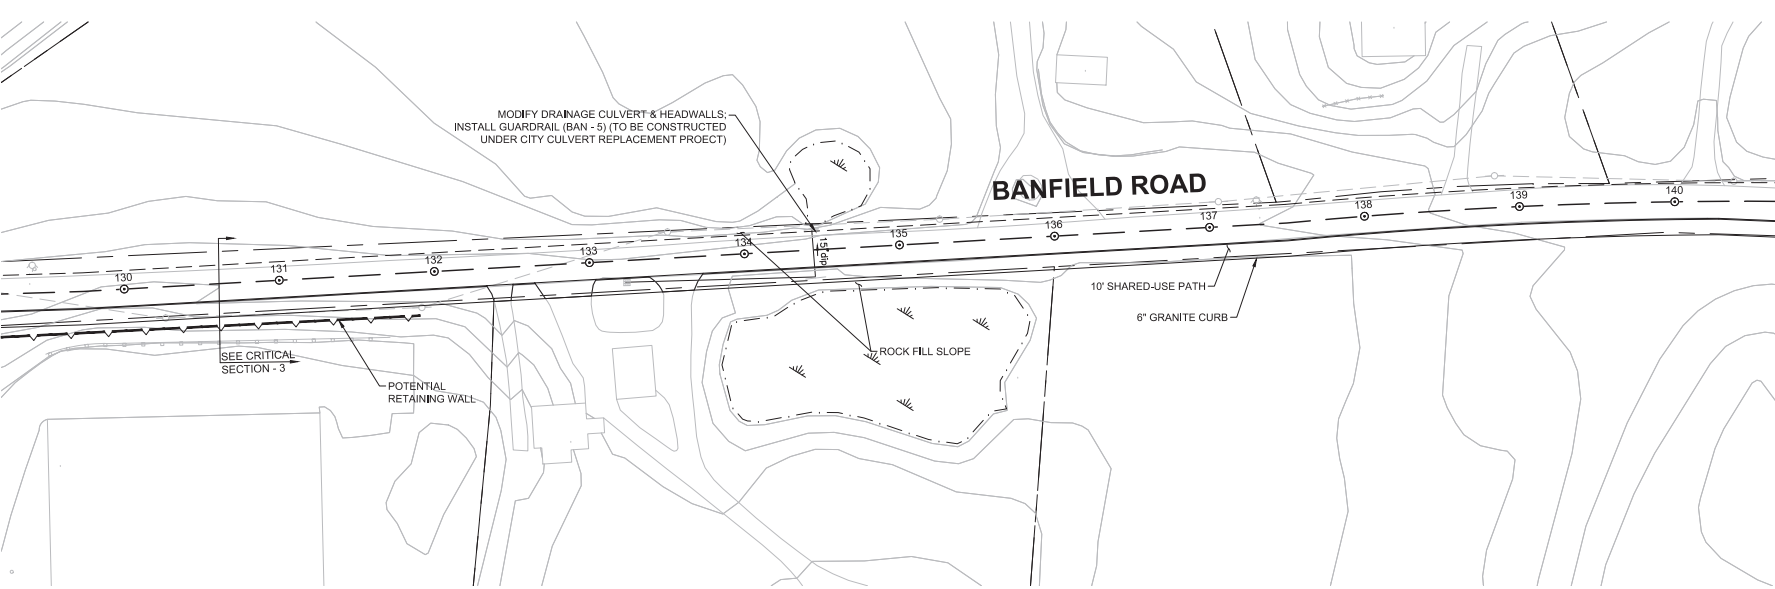 MODIFY DRAINAGE CULVERT & HEADWALLS;
INSTALL GUARDRAIL (BAN - 5) (TO BE CONSTRUCTED
UNDER CITY CULVERT REPLACEMENT PROECT)
BANFIELD ROAD
130
131
132
133
134
135
136
137
138
139
140
15" dip
10' SHARED-USE PATH
6" GRANITE CURB
ROCK FILL SLOPE
SEE CRITICAL
SECTION - 3
POTENTIAL
RETAINING WALL